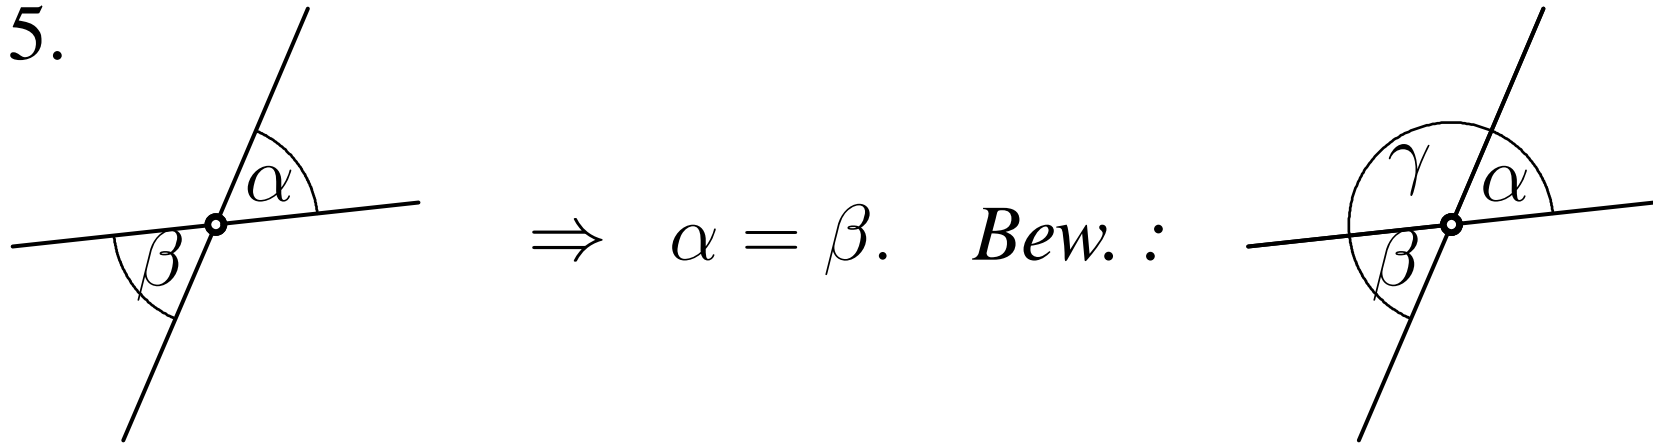 5.
α
β
⇒ α = β. Bew. :
γ α
β